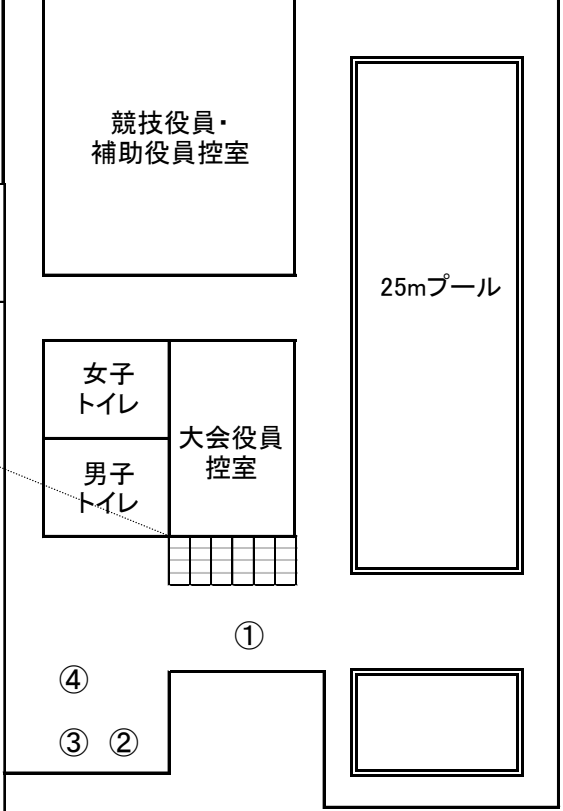 競技役員・
補助役員控室
25mプール
女子
トイレ
大会役員
控室
男子
トイレ
①
④
③ ②